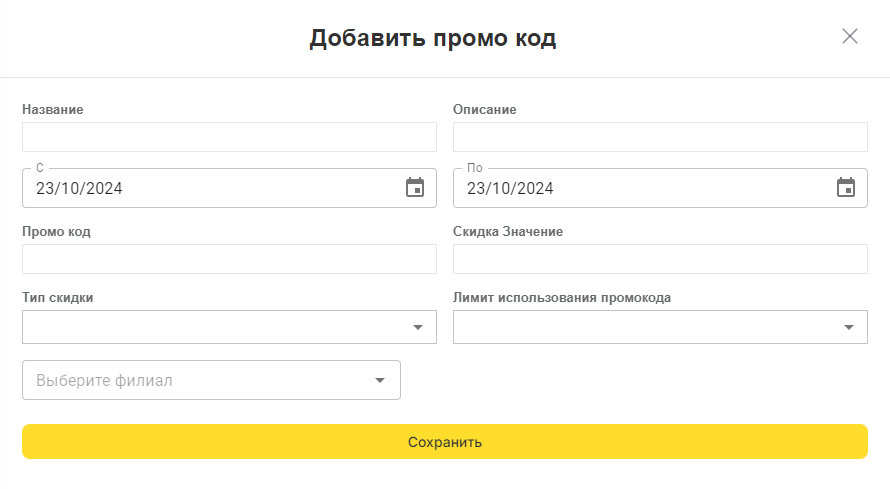 Добавить промо код
Название
Описание
С
23/10/2024
По
23/10/2024
Промо код
Скидка Значение
Тип скидки
Лимит использования промокода
Выберите филиал
Сохранить